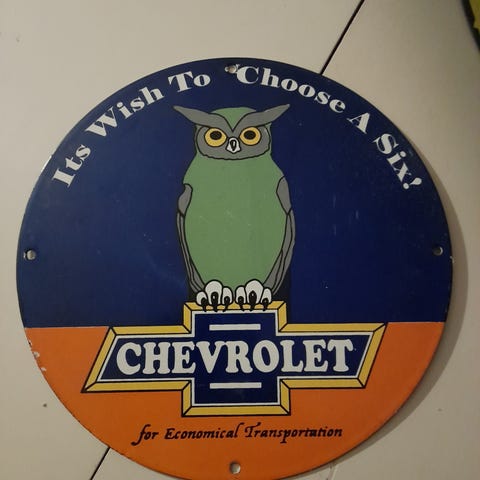 Its Wish To Choose A Six!
CHEVROLET
for Economical Transportation